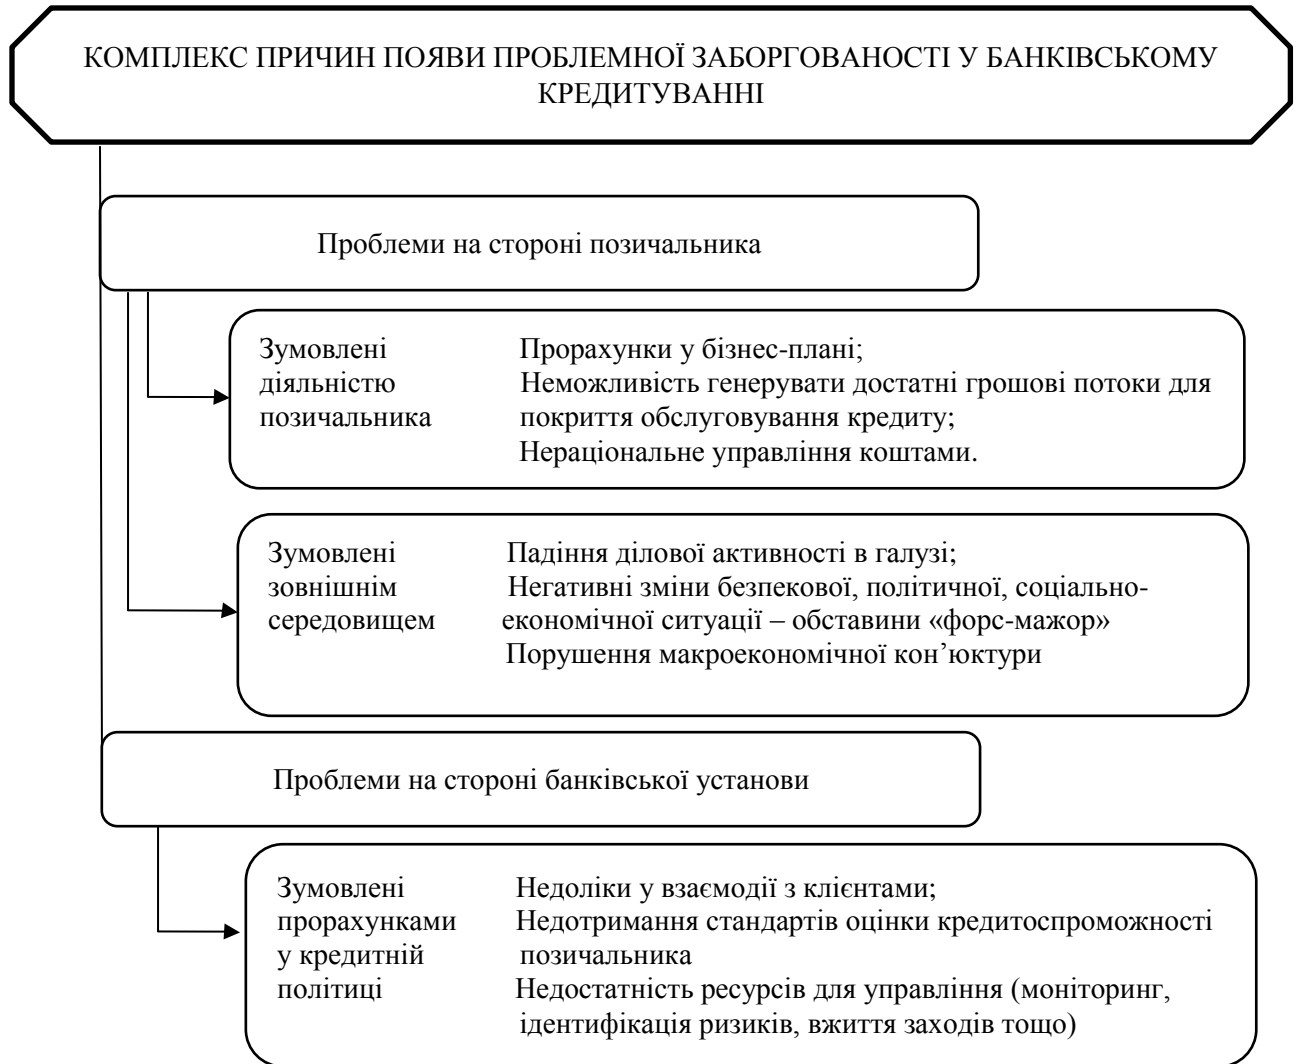 КОМПЛЕКС ПРИЧИН ПОЯВИ ПРОБЛЕМНОЇ ЗАБОРГОВАНОСТІ У БАНКІВСЬКОМУ
КРЕДИТУВАННІ
Проблеми на стороні позичальника
Зумовлені
діяльністю
позичальника
Прорахунки у бізнес-плані;
Неможливість генерувати достатні грошові потоки для
покриття обслуговування кредиту;
Нераціональне управління коштами.
Зумовлені
зовнішнім
середовищем
Падіння ділової активності в галузі;
Негативні зміни безпекової, політичної, соціально-
економічної ситуації – обставини «форс-мажор»
Порушення макроекономічної кон’юктури
Проблеми на стороні банківської установи
Зумовлені
прорахунками
у кредитній
політиці
Недоліки у взаємодії з клієнтами;
Недотримання стандартів оцінки кредитоспроможності
позичальника
Недостатність ресурсів для управління (моніторинг,
ідентифікація ризиків, вжиття заходів тощо)